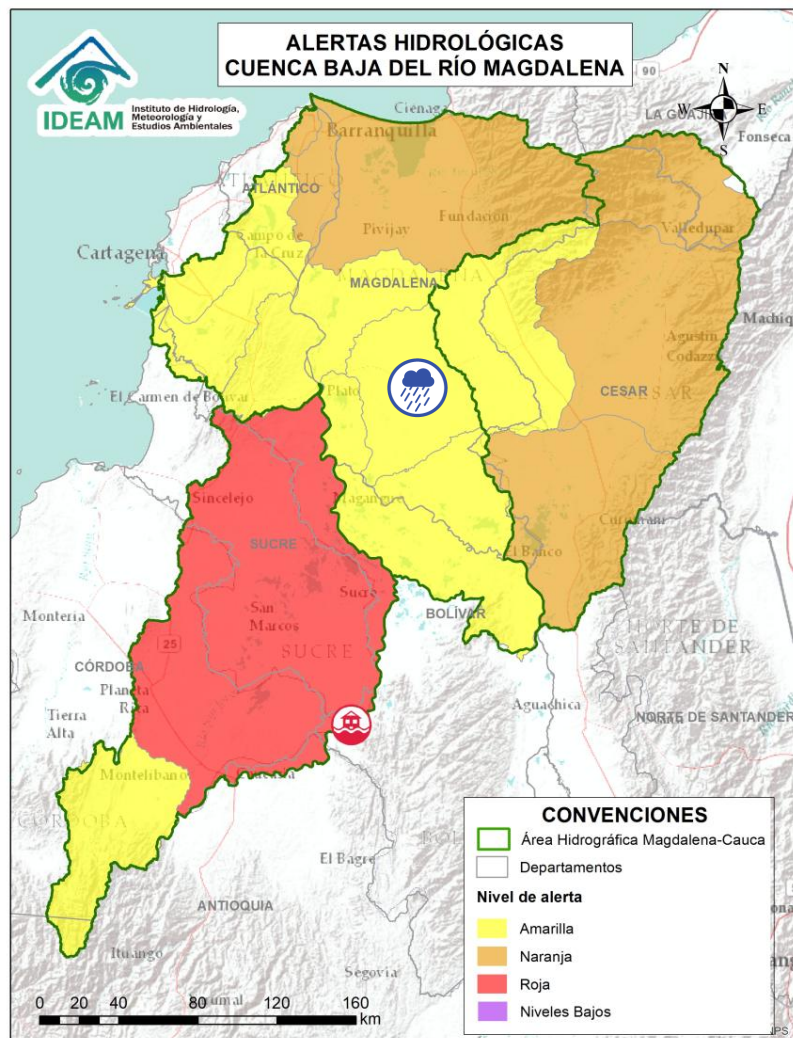 ALERTAS HIDROLÓGICAS
CUENCA BAJA DEL RÍO MAGDALENA
IDEAM
Instituto de Hidrología,
Meteorología y
Estudios Ambientales
90
N
W
E
S
Ciénaga
LA GUAJIRA
Barranquilla
Fonseca
ATLÁNTICO
Pivijay
Fundación
Valledupar
Campo de
la Cruz
Cartagena
MAGDALENA
MAGDALENA
Agustín
Codazzi
El Carmen de Bolívar
Plato
CESAR
Sincelejo
Magangué
SUCRE
El Banco
Sucre
San
Marcos
BOLÍVAR
Montería
25
SUCRE
NORTE DE
SANTANDER
CÓRDOBA
Planeta
Rica
Aguachica
Tierra
Alta
NORTE DE SANTANDER
Montelíbano
CÓRDOBA
El Bagre
ANTIOQUIA
Ituango
Segovia
0 20 40 80 120 160
km
CONVENCIONES
Área Hidrográfica Magdalena-Cauca
Departamentos
Nivel de alerta
Amarilla
Naranja
Roja
Niveles Bajos